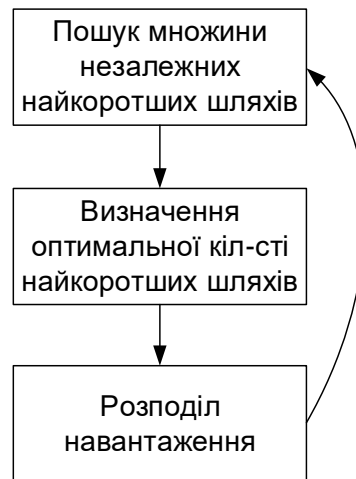 Пошук множини
незалежних
найкоротших шляхів
Визначення
оптимальної кіл-сті
найкоротших шляхів
Розподіл
навантаження